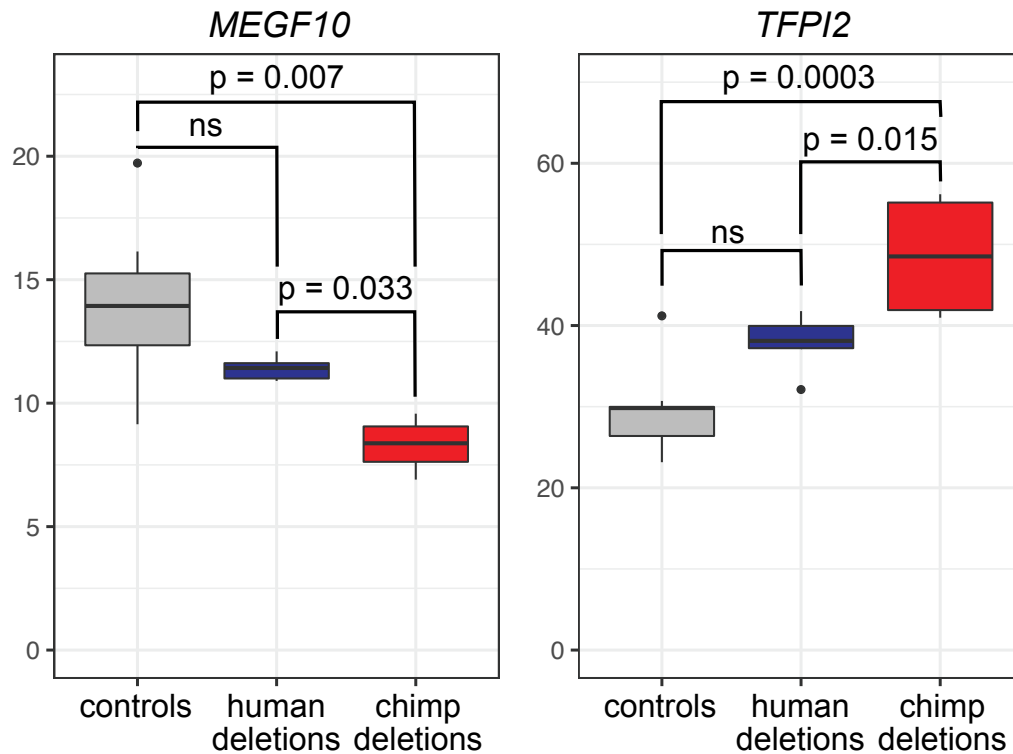 MEGF10
p = 0.007
ns
p = 0.033
20
15
10
5
0
controls
human
deletions
chimp
deletions
TFPI2
p = 0.0003
p = 0.015
ns
60
40
20
0
controls
human
deletions
chimp
deletions